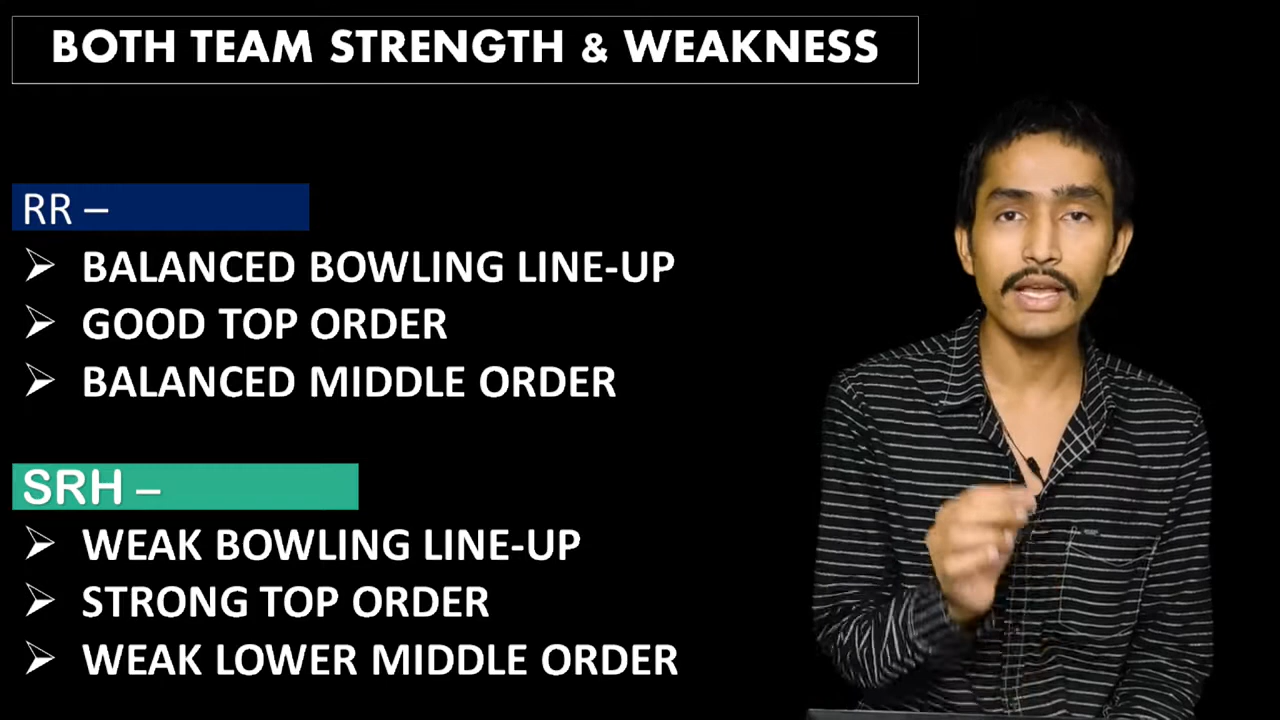 BOTH TEAM STRENGTH & WEAKNESS
RR –
BALANCED BOWLING LINE-UP
GOOD TOP ORDER
BALANCED MIDDLE ORDER
SRH –
WEAK BOWLING LINE-UP
STRONG TOP ORDER
WEAK LOWER MIDDLE ORDER